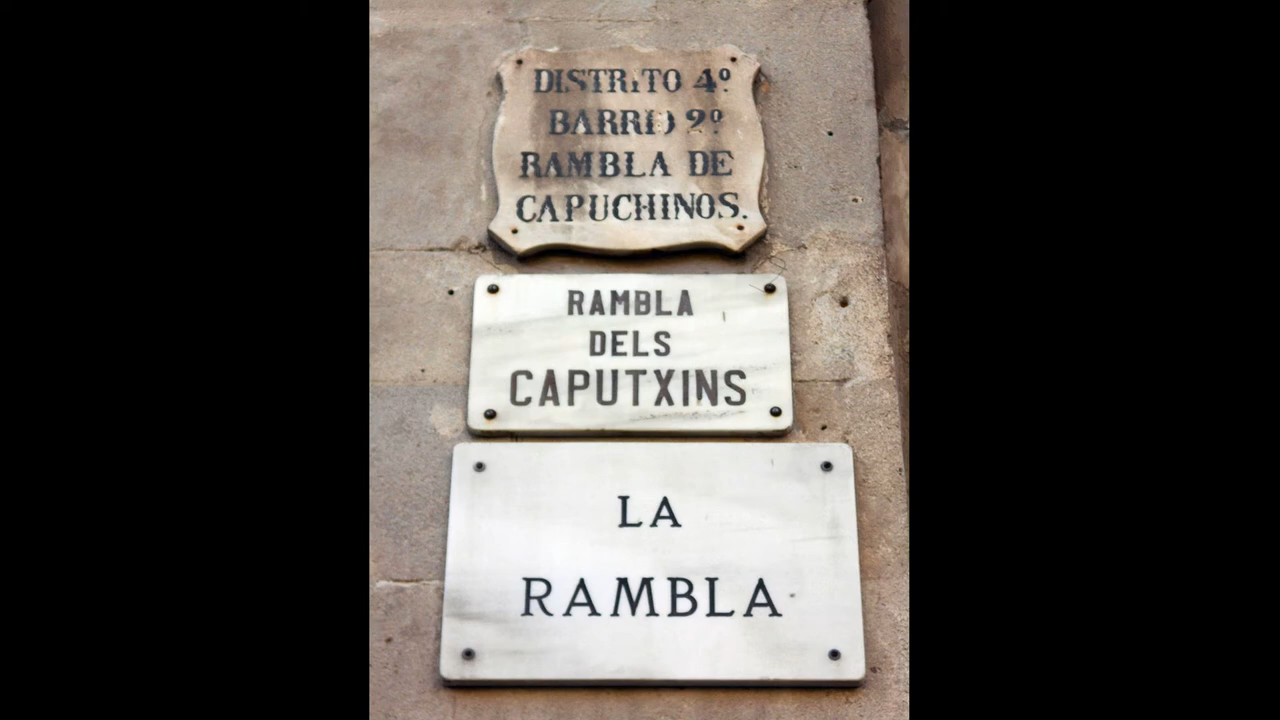 DISTRITO 4º
BARRIO 2º
RAMBLA DE
CAPUCHINOS.
RAMBLA
DELS
CAPUTXINS
LA
RAMBLA